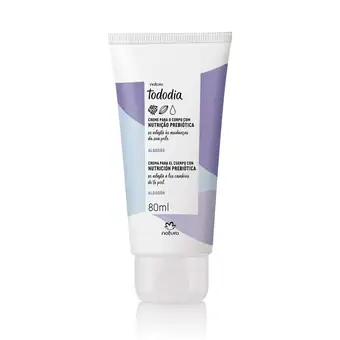 natura
tododia
CREME PARA O CORPO COM
NUTRIÇÃO PREBIÓTICA
se adapta às mudanças
da sua pele
ALGODÃO
CREMA PARA EL CUERPO CON
NUTRICIÓN PREBIÓTICA
se adapta a los cambios
de tu piel
ALGODÓN
80ml
natura